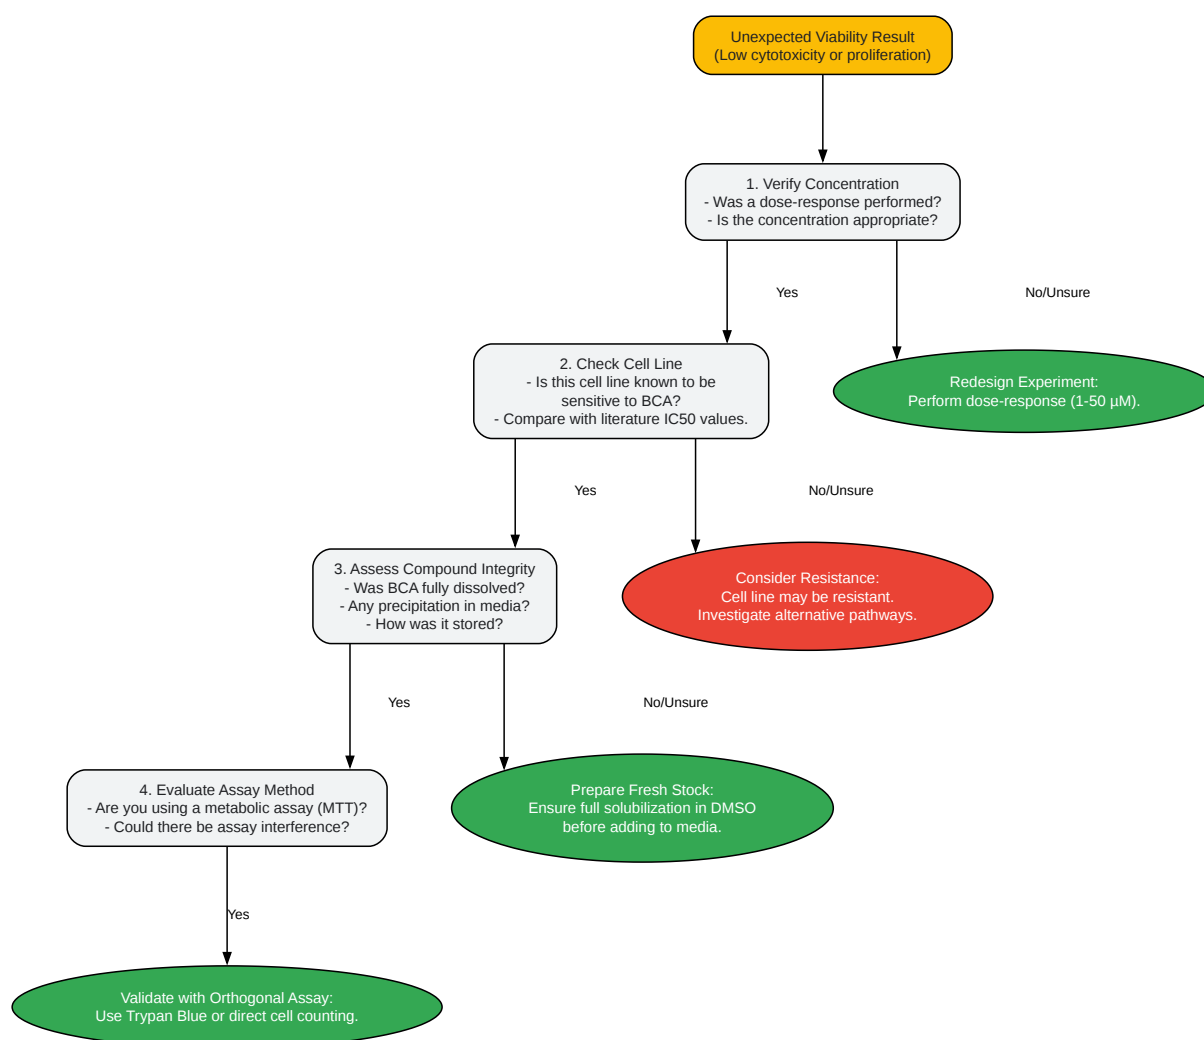 Unexpected Viability Result
(Low cytotoxicity or proliferation)
1. Verify Concentration
- Was a dose-response performed?
- Is the concentration appropriate?
Yes
No/Unsure
2. Check Cell Line
- Is this cell line known to be
sensitive to BCA?
- Compare with literature IC50 values.
Redesign Experiment:
Perform dose-response (1-50 µM).
Yes
No/Unsure
3. Assess Compound Integrity
- Was BCA fully dissolved?
- Any precipitation in media?
- How was it stored?
Consider Resistance:
Cell line may be resistant.
Investigate alternative pathways.
Yes
No/Unsure
4. Evaluate Assay Method
- Are you using a metabolic assay (MTT)?
- Could there be assay interference?
Prepare Fresh Stock:
Ensure full solubilization in DMSO
before adding to media.
Yes
Validate with Orthogonal Assay:
Use Trypan Blue or direct cell counting.